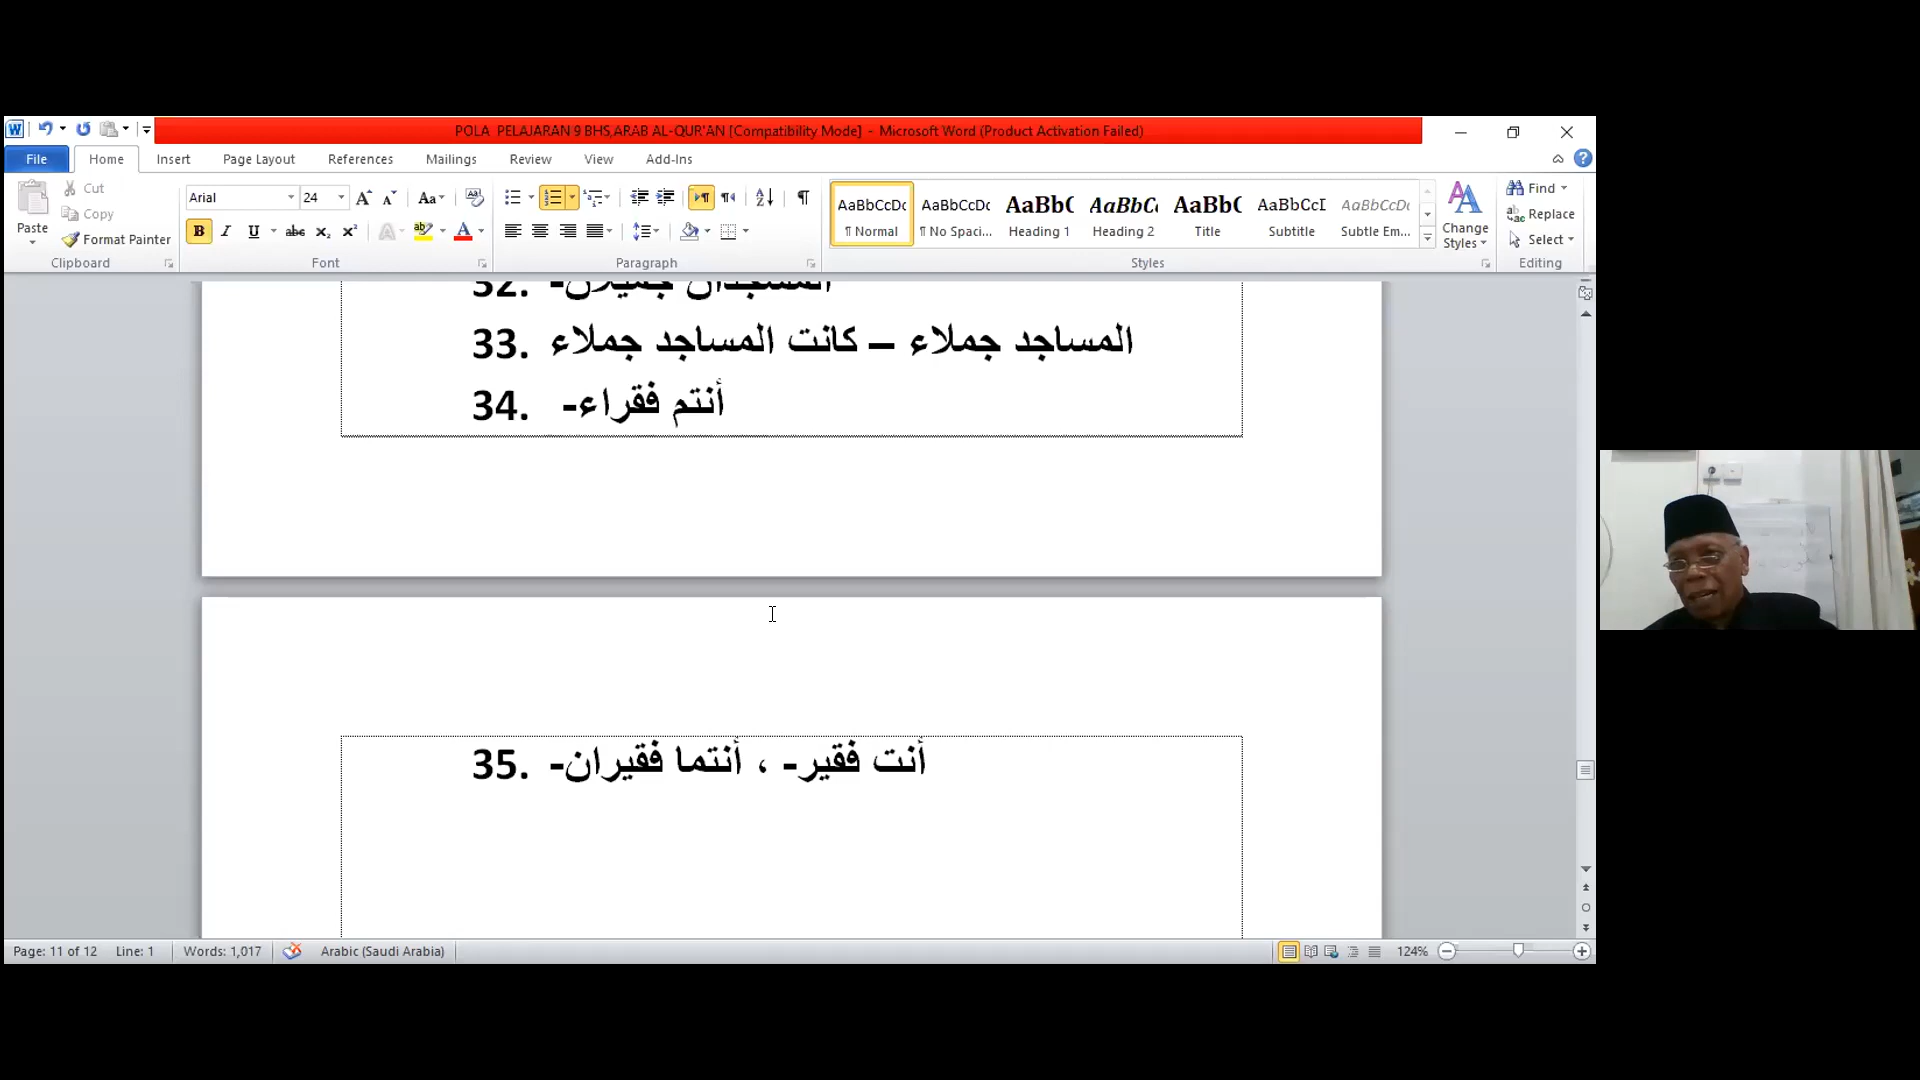 POLA PELAJARAN 9 BHS,ARAB AL-QUR'AN [Compatibility Mode] - Microsoft Word (Product Activation Failed)
File Home Insert Page Layout References Mailings Review View Add-Ins
Cut
Copy
Paste
Format Painter
Clipboard
Arial 24
Font
Paragraph
AaBbCcDc AaBbCcDc AaBbC AaBbCc AaBbC AaBbCcI AaBbCcDc
¶ Normal ¶ No Spaci... Heading 1 Heading 2 Title Subtitle Subtle Em...
Change Styles
Styles
Find
Replace
Select
Editing
32. المسجدان جميلان-
33. المساجد جملاء – كانت المساجد جملاء
34. أنتم فقراء-
35. أنت فقير- ، أنتما فقيران-
Page: 11 of 12 Line: 1 Words: 1,017 Arabic (Saudi Arabia) 124%